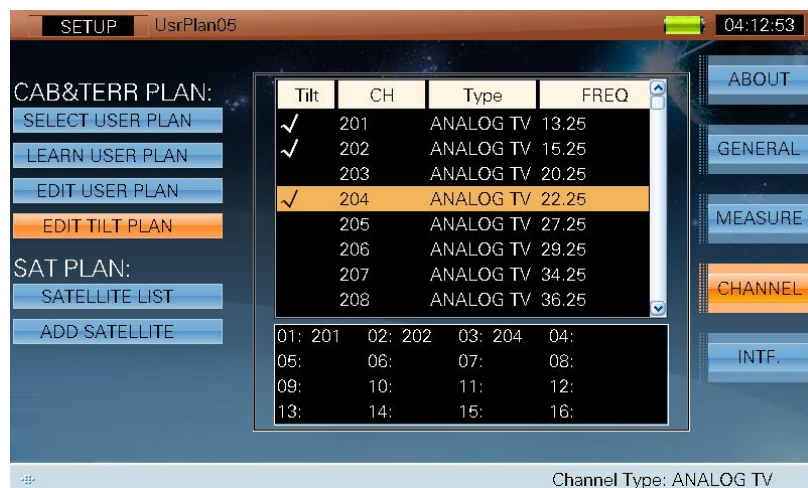 SETUP UsrPlan05 04:12:53
CAB&TERR PLAN:
SELECT USER PLAN
LEARN USER PLAN
EDIT USER PLAN
EDIT TILT PLAN
SAT PLAN:
SATELLITE LIST
ADD SATELLITE
Tilt CH Type FREQ
201 ANALOG TV 13.25
202 ANALOG TV 15.25
203 ANALOG TV 20.25
204 ANALOG TV 22.25
205 ANALOG TV 27.25
206 ANALOG TV 29.25
207 ANALOG TV 34.25
208 ANALOG TV 36.25
01: 201 02: 202 03: 204 04:
05: 06: 07: 08:
09: 10: 11: 12:
13: 14: 15: 16:
ABOUT
GENERAL
MEASURE
CHANNEL
INTF.
Channel Type: ANALOG TV